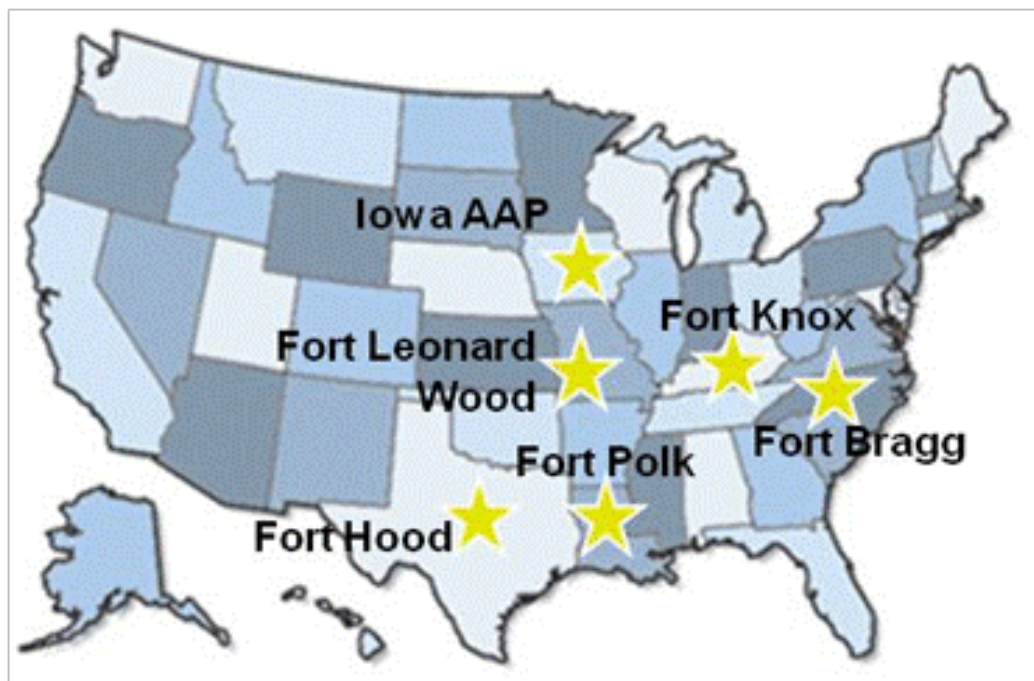 Iowa AAP
Fort Knox
Fort Leonard
Wood
Fort Bragg
Fort Polk
Fort Hood